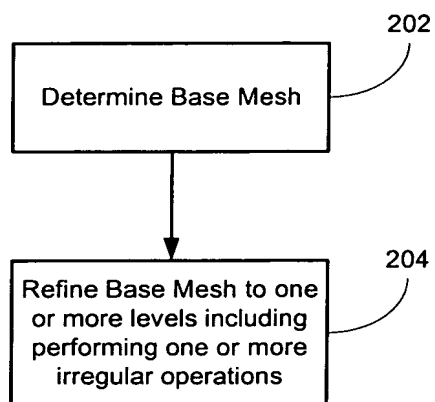 202
Determine Base Mesh
204
Refine Base Mesh to one
or more levels including
performing one or more
irregular operations